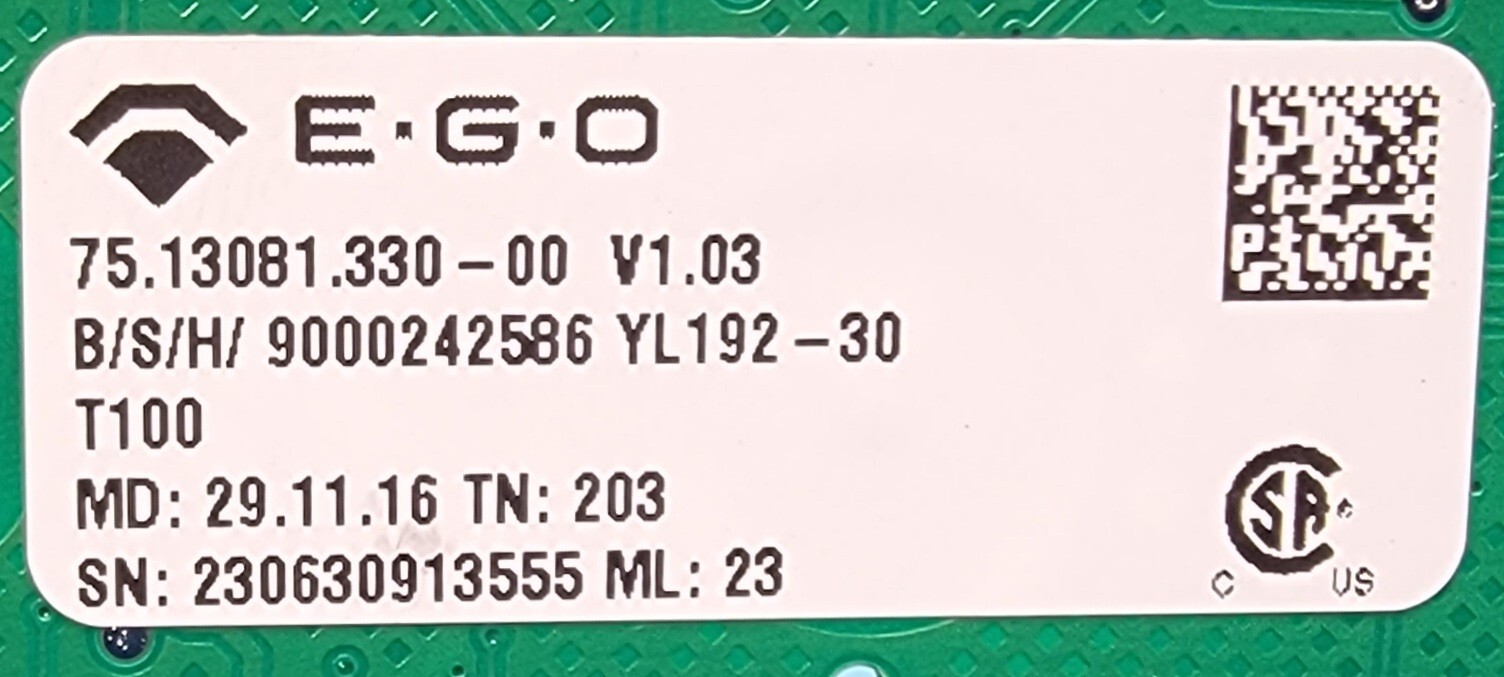 E·G·O
75.13081.330-00 V1.03
B/S/H/ 9000242586 YL192-30
T100
MD: 29.11.16 TN: 203
SN: 230630913555 ML: 23
SA
C US